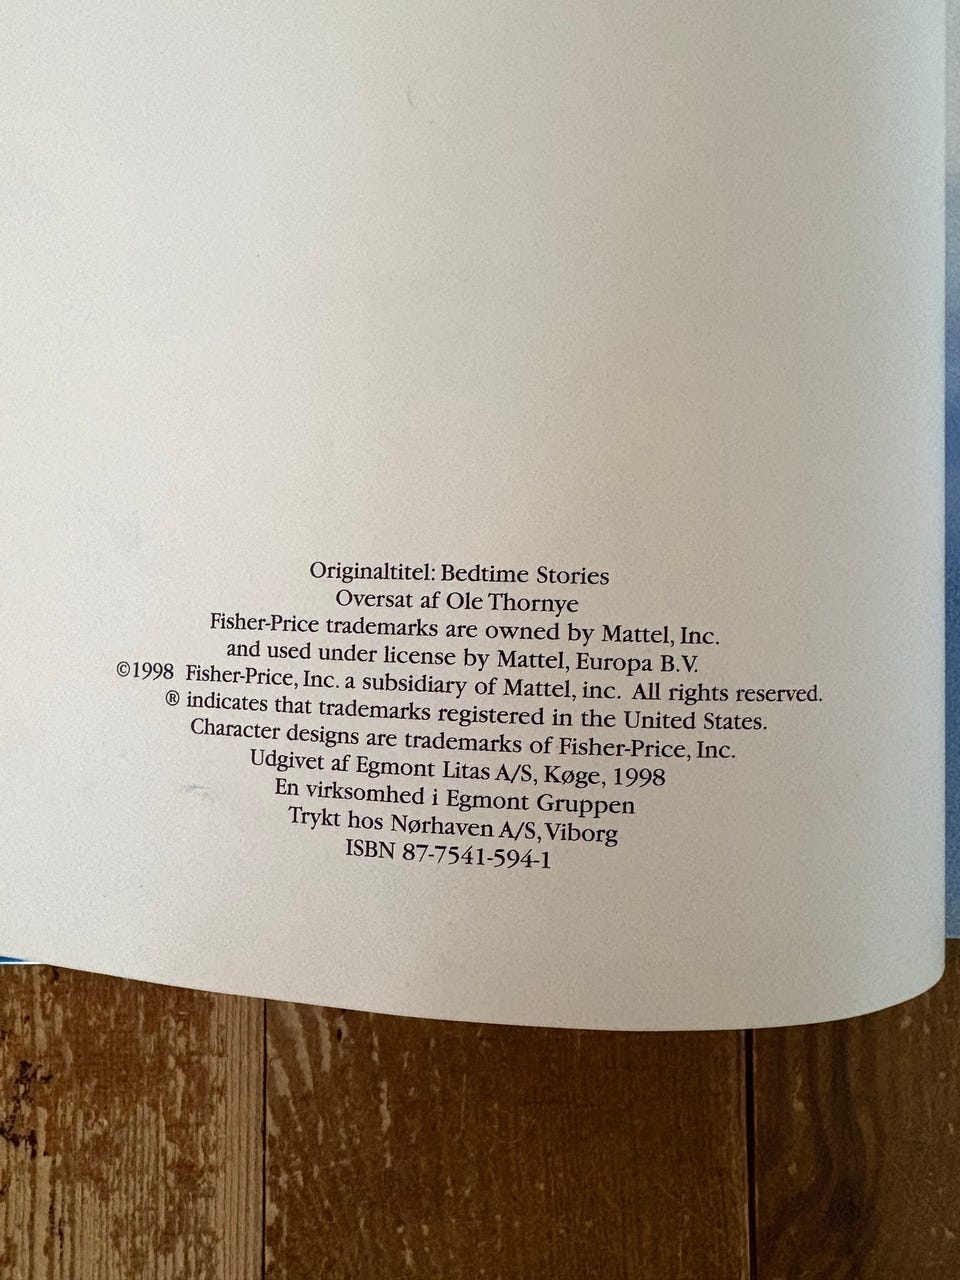 Originaltitel: Bedtime Stories
Oversat af Ole Thornye
Fisher-Price trademarks are owned by Mattel, Inc.
and used under license by Mattel, Europa B.V.
©1998 Fisher-Price, Inc. a subsidiary of Mattel, inc. All rights reserved.
® indicates that trademarks registered in the United States.
Character designs are trademarks of Fisher-Price, Inc.
Udgivet af Egmont Litas A/S, Køge, 1998
En virksomhed i Egmont Gruppen
Trykt hos Nørhaven A/S, Viborg
ISBN 87-7541-594-1